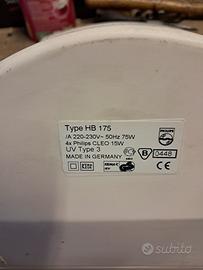 Type HB 175
/A 220-230V~ 50Hz 75W
4x Philips CLEO 15W
UV Type 3
MADE IN GERMANY
PHILIPS
B 0448
CE
subito